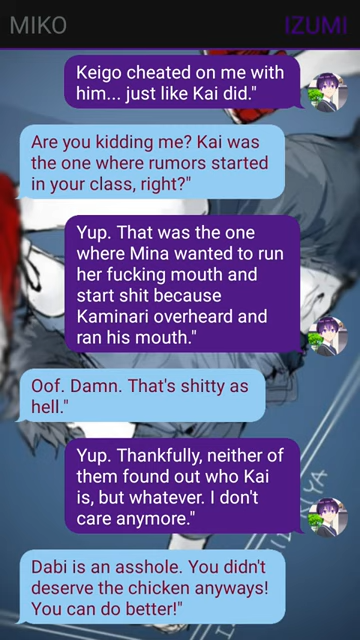 MIKO
IZUMI
Keigo cheated on me with
him... just like Kai did."
Are you kidding me? Kai was
the one where rumors started
in your class, right?"
Yup. That was the one
where Mina wanted to run
her fucking mouth and
start shit because
Kaminari overheard and
ran his mouth."
Oof. Damn. That's shitty as
hell."
Yup. Thankfully, neither of
them found out who Kai
is, but whatever. I don't
care anymore."
Dabi is an asshole. You didn't
deserve the chicken anyways!
You can do better!"